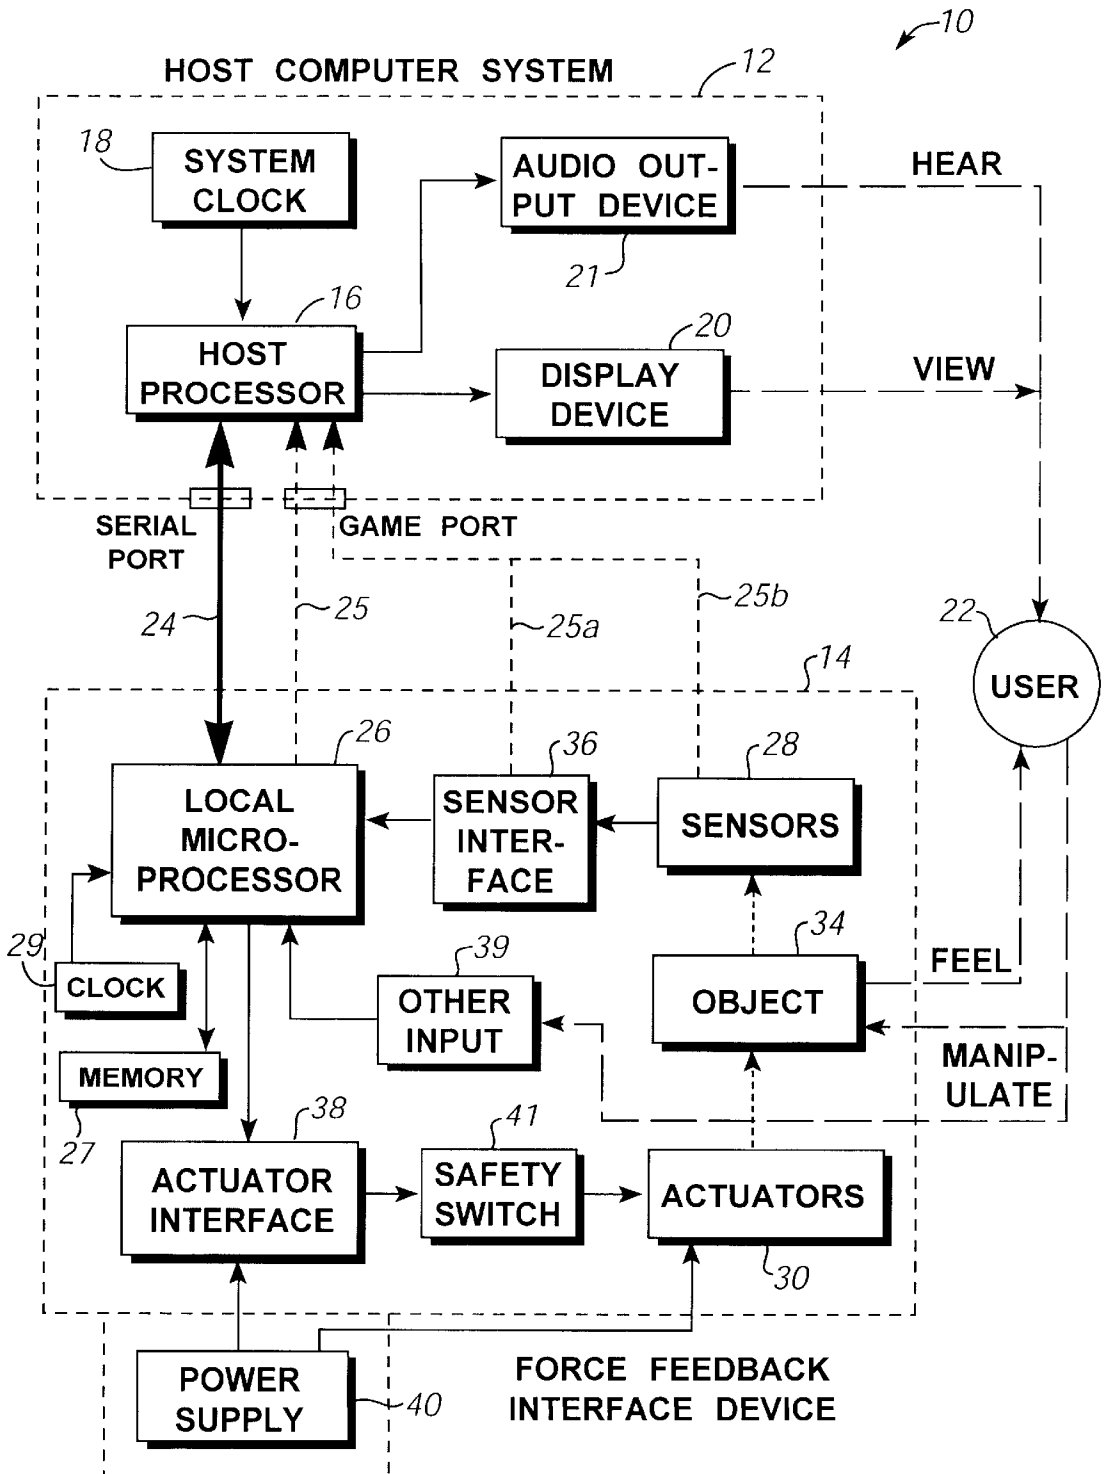 10
HOST COMPUTER SYSTEM
12
18
SYSTEM
CLOCK
AUDIO OUT-
PUT DEVICE
21
HEAR
16
HOST
PROCESSOR
20
DISPLAY
DEVICE
VIEW
SERIAL
PORT
GAME PORT
24
25
25a
25b
22
USER
14
26
LOCAL
MICRO-
PROCESSOR
36
SENSOR
INTER-
FACE
28
SENSORS
29
CLOCK
39
OTHER
INPUT
34
OBJECT
FEEL
MANIP-
ULATE
MEMORY
27
38
ACTUATOR
INTERFACE
41
SAFETY
SWITCH
ACTUATORS
30
POWER
SUPPLY
40
FORCE FEEDBACK
INTERFACE DEVICE